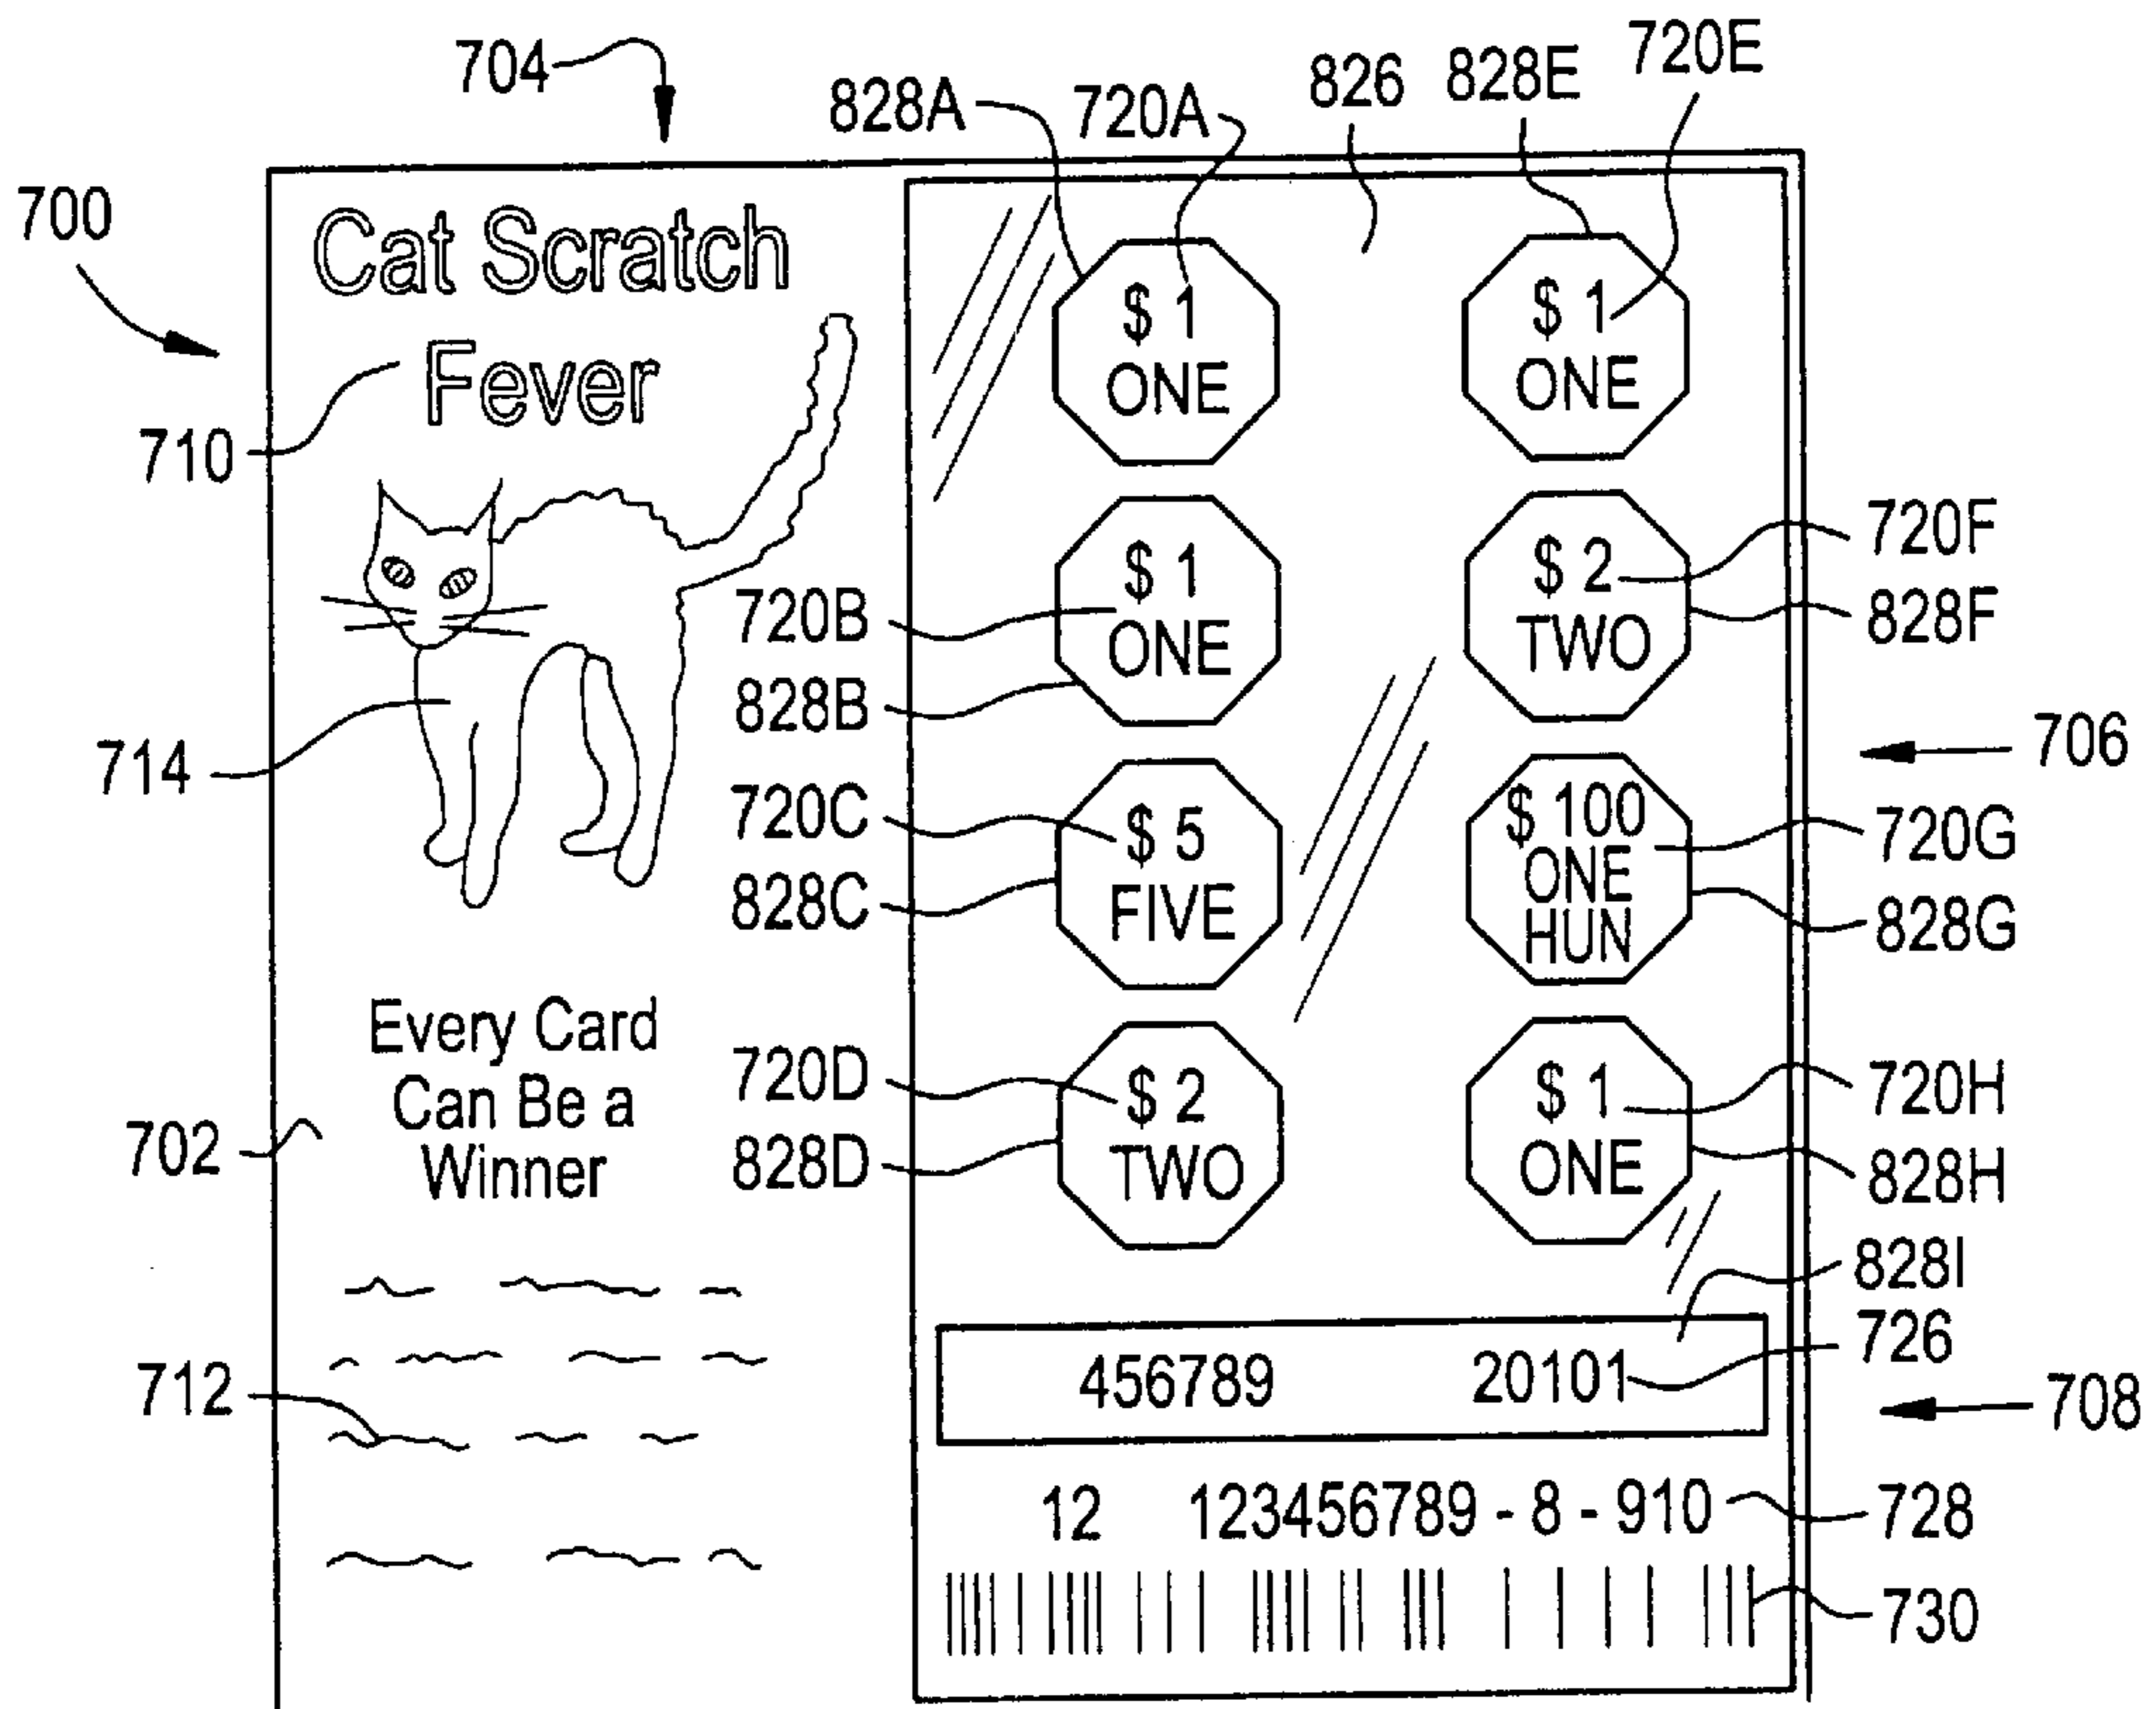 704
828A
720A
826
828E
720E
700
Cat Scratch
Fever
710
$ 1
ONE
$ 1
ONE
720B
828B
$ 1
ONE
$ 2
TWO
720F
828F
714
706
720C
828C
$ 5
FIVE
$ 100
ONE
HUN
720G
828G
Every Card
Can Be a
Winner
702
720D
828D
$ 2
TWO
$ 1
ONE
720H
828H
828I
726
712
456789 20101
708
12 123456789 - 8 - 910
728
730